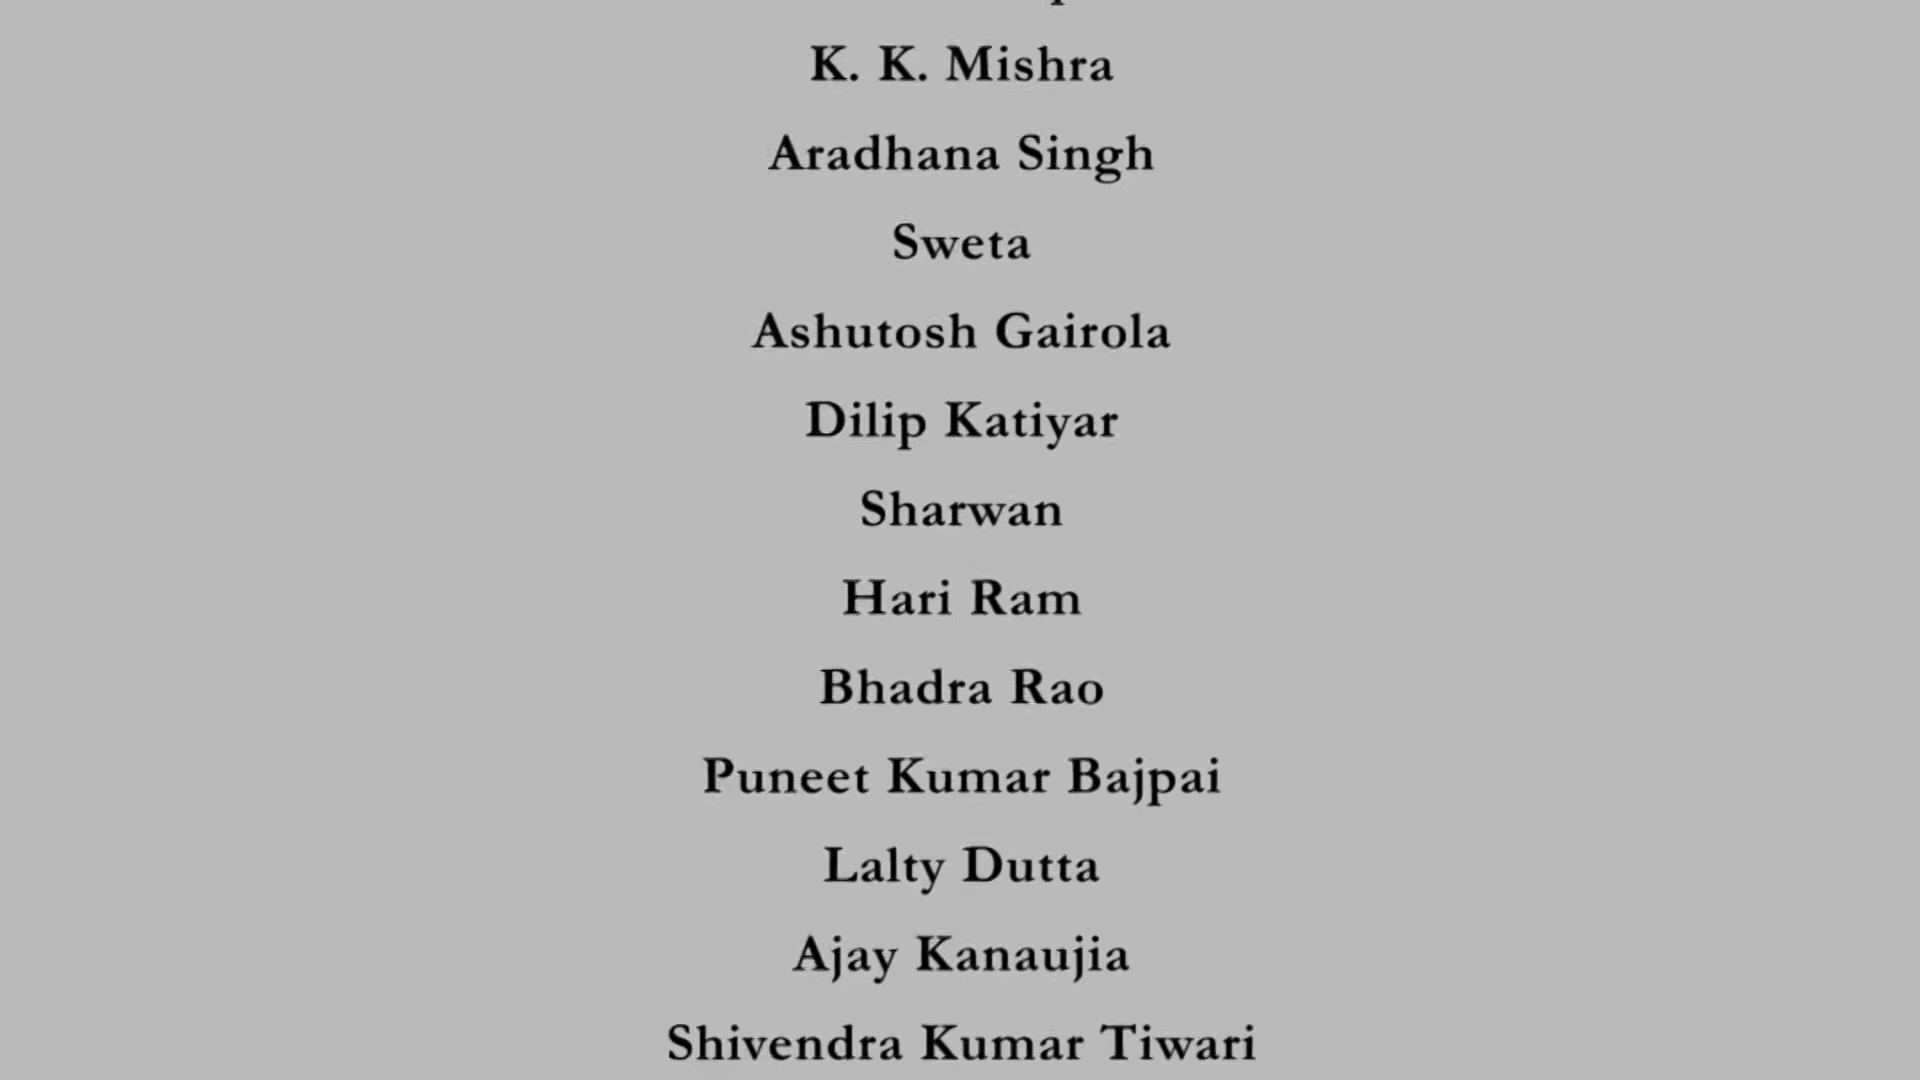 K. K. Mishra
Aradhana Singh
Sweta
Ashutosh Gairola
Dilip Katiyar
Sharwan
Hari Ram
Bhadra Rao
Puneet Kumar Bajpai
Lalty Dutta
Ajay Kanaujia
Shivendra Kumar Tiwari